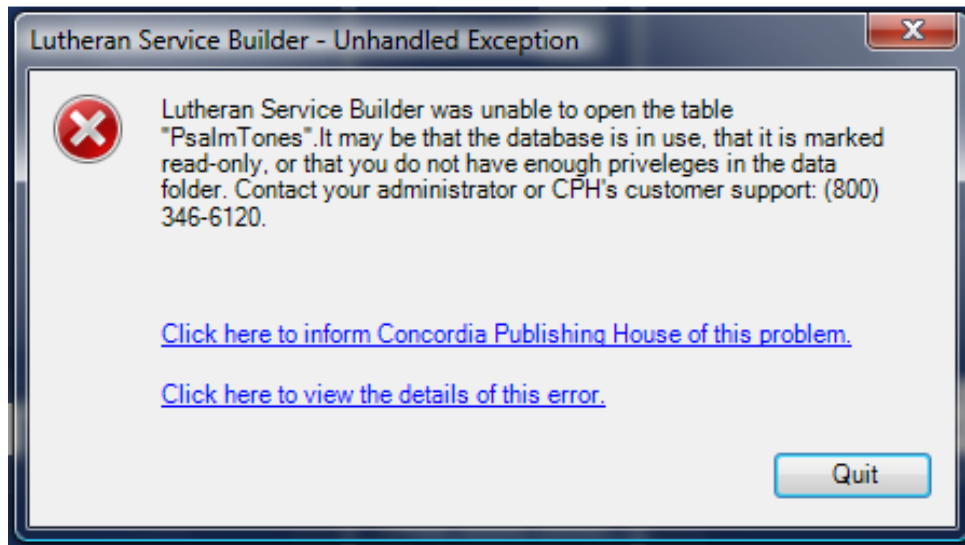 Lutheran Service Builder - Unhandled Exception
Lutheran Service Builder was unable to open the table
"PsalmTones".It may be that the database is in use, that it is marked
read-only, or that you do not have enough priveleges in the data
folder. Contact your administrator or CPH's customer support: (800)
346-6120.
Click here to inform Concordia Publishing House of this problem.
Click here to view the details of this error.
Quit